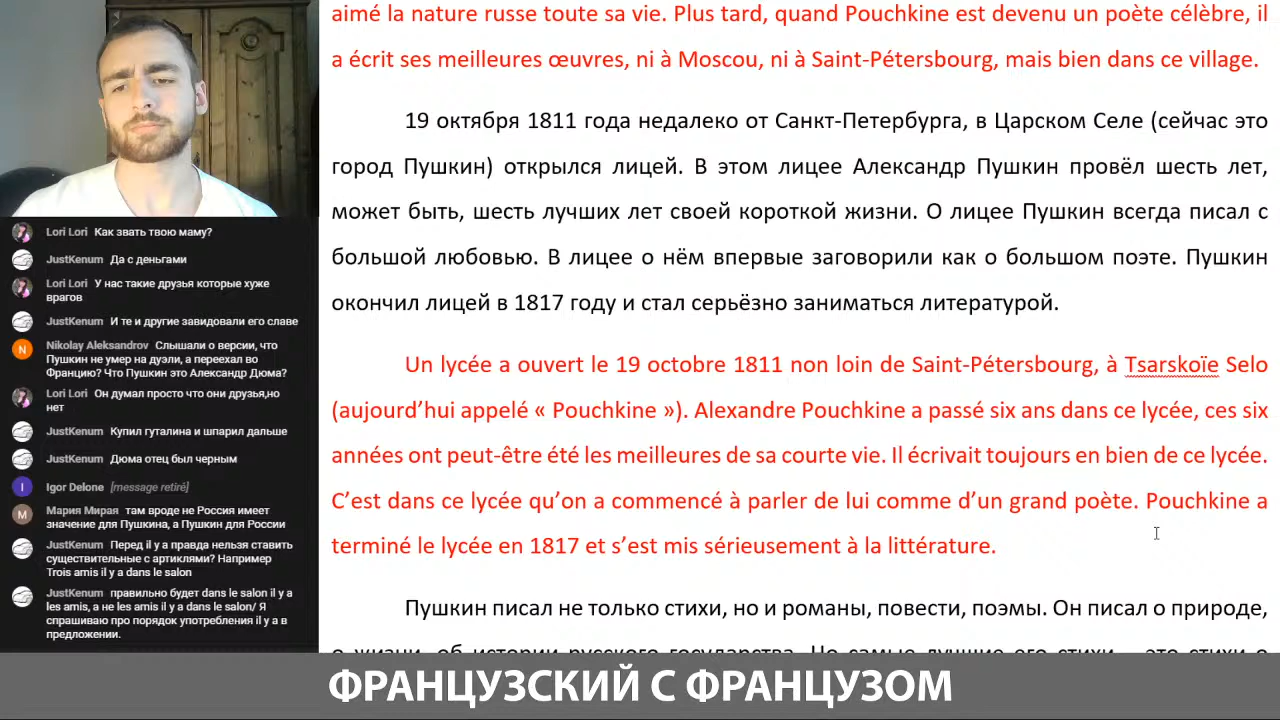 aimé la nature russe toute sa vie. Plus tard, quand Pouchkine est devenu un poète célèbre, il
a écrit ses meilleures œuvres, ni à Moscou, ni à Saint-Pétersbourg, mais bien dans ce village.
19 октября 1811 года недалеко от Санкт-Петербурга, в Царском Селе (сейчас это
город Пушкин) открылся лицей. В этом лицее Александр Пушкин провёл шесть лет,
может быть, шесть лучших лет своей короткой жизни. О лицее Пушкин всегда писал с
большой любовью. В лицее о нём впервые заговорили как о большом поэте. Пушкин
окончил лицей в 1817 году и стал серьёзно заниматься литературой.
Un lycée a ouvert le 19 octobre 1811 non loin de Saint-Pétersbourg, à Tsarskoïe Selo
(aujourd’hui appelé « Pouchkine »). Alexandre Pouchkine a passé six ans dans ce lycée, ces six
années ont peut-être été les meilleures de sa courte vie. Il écrivait toujours en bien de ce lycée.
C’est dans ce lycée qu’on a commencé à parler de lui comme d’un grand poète. Pouchkine a
terminé le lycée en 1817 et s’est mis sérieusement à la littérature.
Пушкин писал не только стихи, но и романы, повести, поэмы. Он писал о природе,
о жизни, об истории русского государства. Но самые лучшие его стихи – это стихи о
Lori Lori Как звать твою маму?
JustKenum Да с деньгами
Lori Lori У нас такие друзья которые хуже
врагов
JustKenum И те и другие завидовали его славе
N
Nikolay Aleksandrov Слышали о версии, что
Пушкин не умер на дуэли, а переехал во
Францию? Что Пушкин это Александр Дюма?
Lori Lori Он думал просто что они друзья,но
нет
JustKenum Купил гуталина и шпарил дальше
JustKenum Дюма отец был черным
I
Igor Delone [message retiré]
М
Мария Мирая там вроде не Россия имеет
значение для Пушкина, а Пушкин для России
JustKenum Перед il y a правда нельзя ставить
существительные с артиклями? Например
Trois amis il y a dans le salon
JustKenum правильно будет dans le salon il y a
les amis, а не les amis il y a dans le salon/ Я
спрашиваю про порядок употребления il y a в
предложении.
ФРАНЦУЗСКИЙ С ФРАНЦУЗОМ